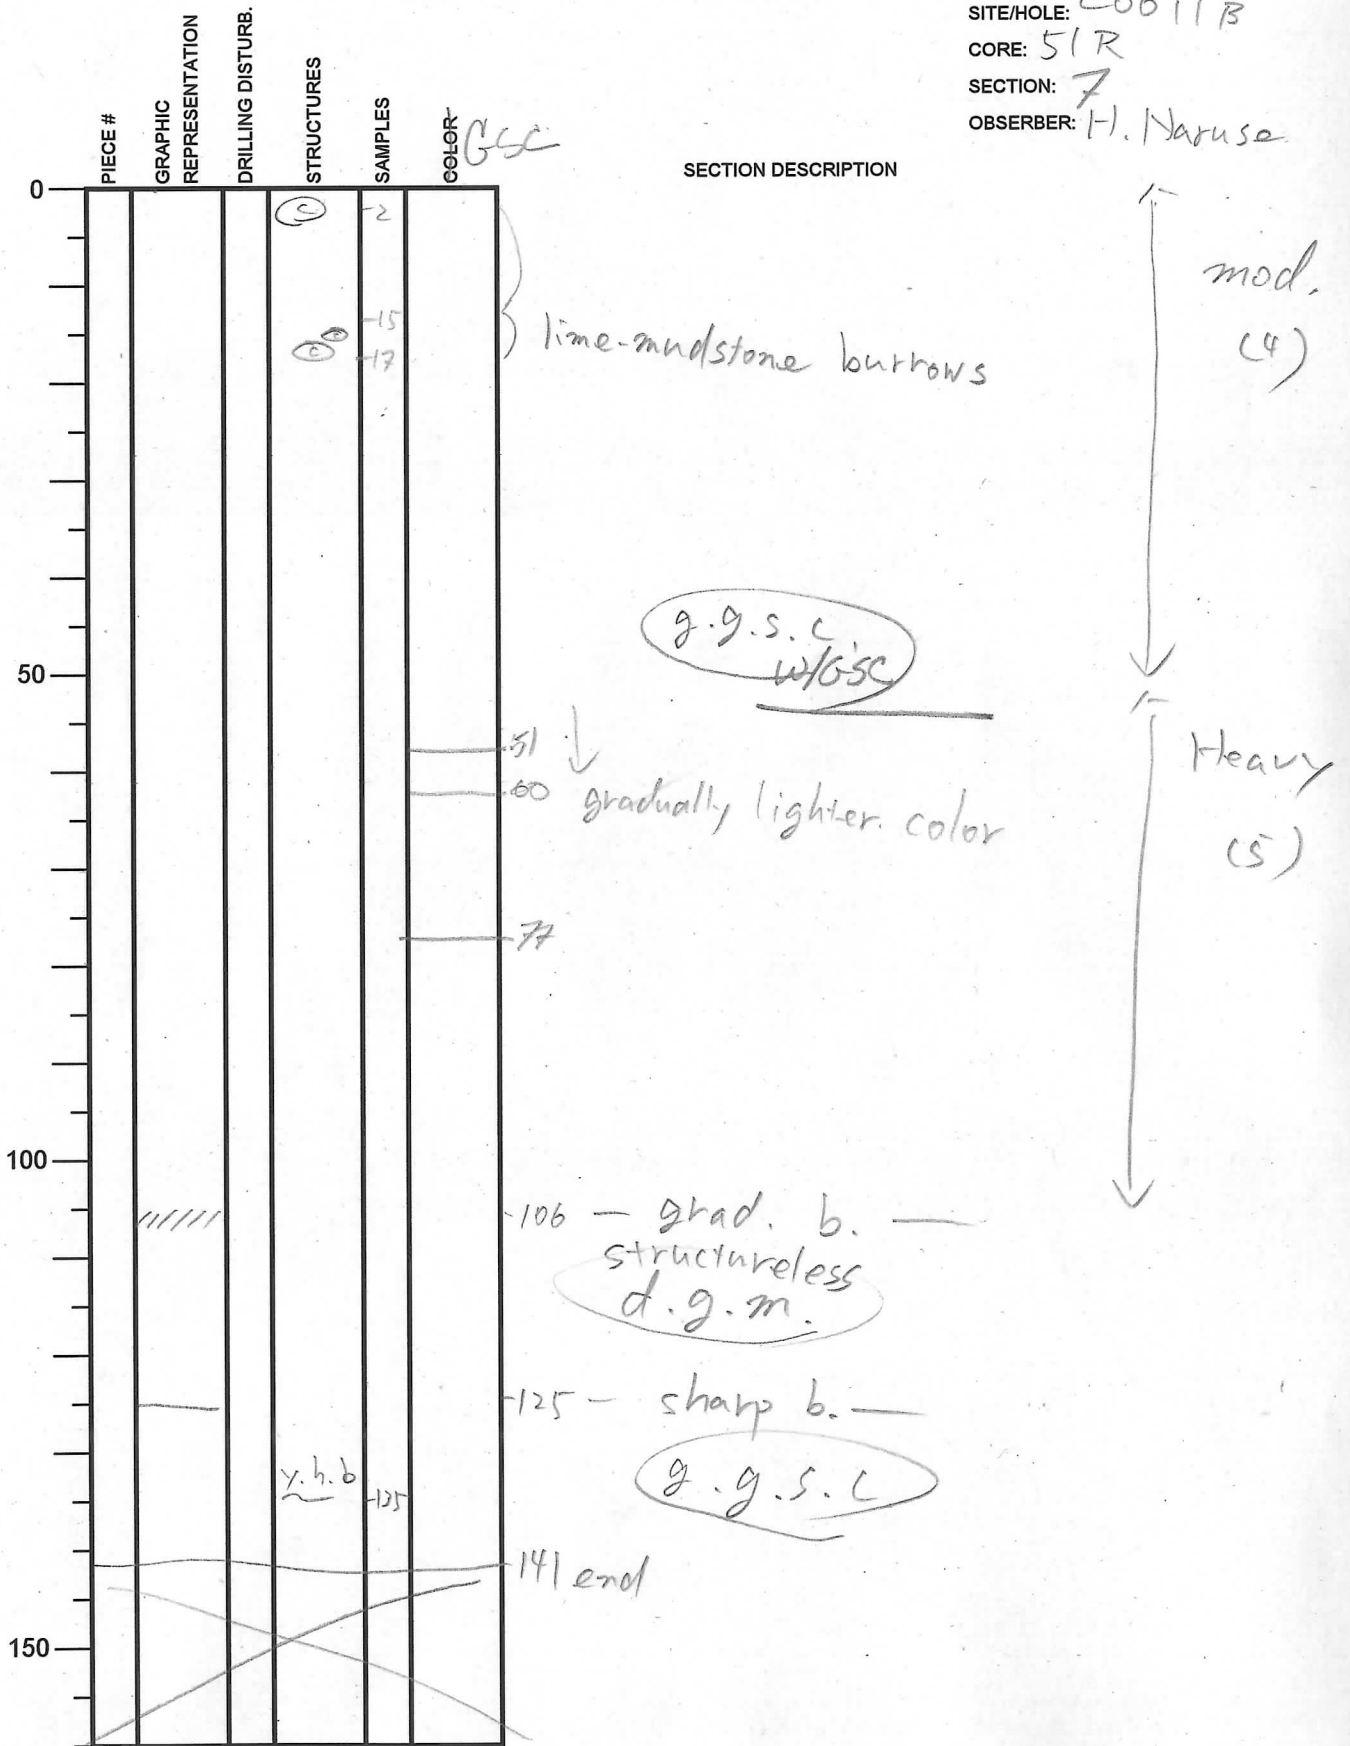 SITE/HOLE: C0011B
CORE: 51R
SECTION: 7
OBSERBER: H. Naruse
PIECE #
GRAPHIC
REPRESENTATION
DRILLING DISTURB.
STRUCTURES
SAMPLES
COLOR GSC
SECTION DESCRIPTION
0
c
-2
mod.
(4)
-15
c
-17
lime-mudstone burrows
g.g.s.c.
w/GSC
50
51
Heavy
(5)
60
gradually lighter. color
77
100
-106 — grad. b. —
structureless
d.g.m.
-125 — sharp b. —
y.h.b
-135
g.g.s.c
-141 end
150